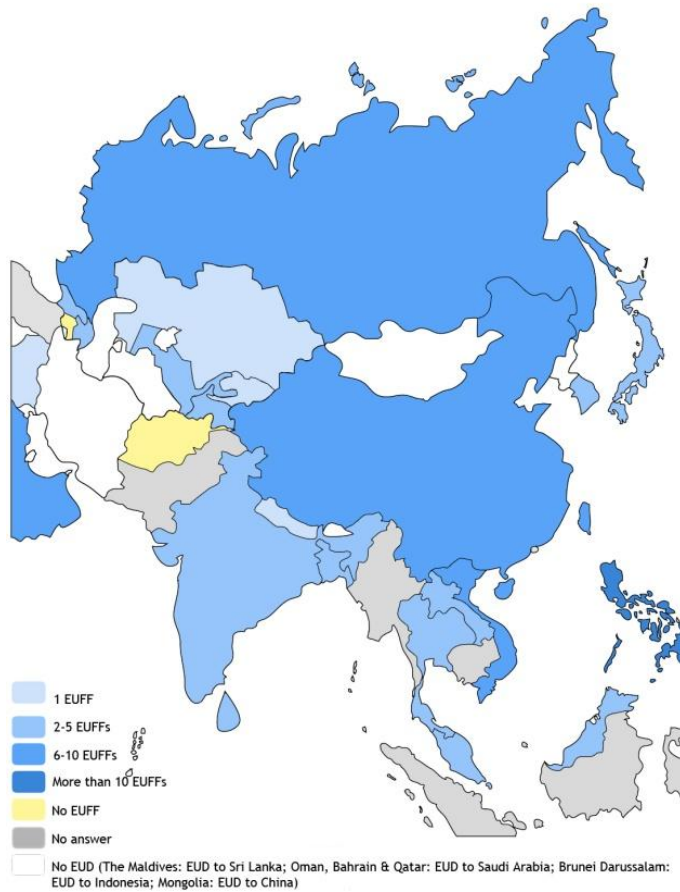 1 EUFF
2-5 EUFFs
6-10 EUFFs
More than 10 EUFFs
No EUFF
No answer
No EUD (The Maldives: EUD to Sri Lanka; Oman, Bahrain & Qatar: EUD to Saudi Arabia; Brunei Darussalam:
EUD to Indonesia; Mongolia: EUD to China)